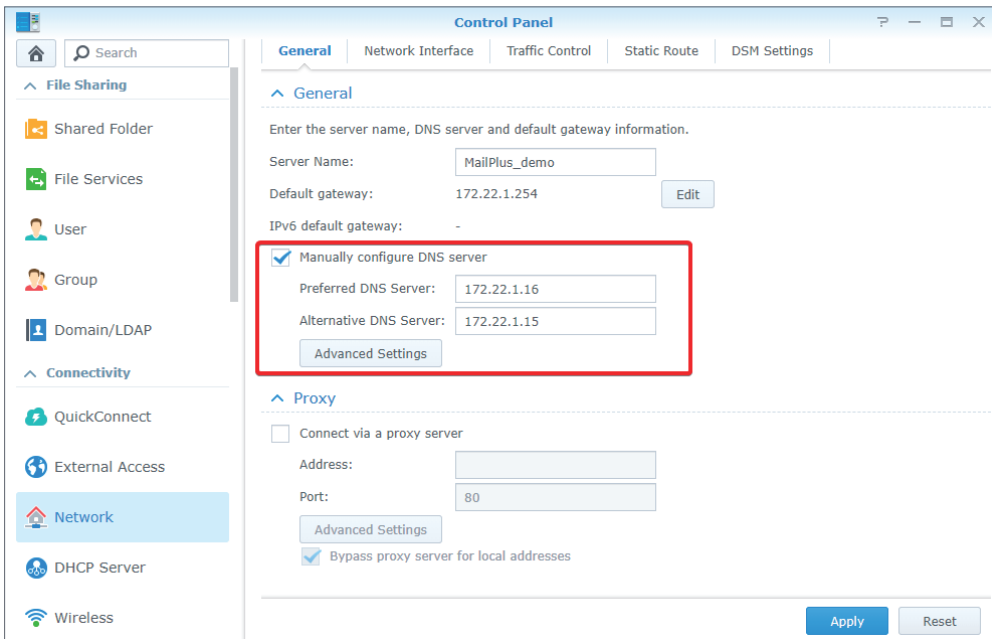 Control Panel
Search
File Sharing
Shared Folder
File Services
User
Group
Domain/LDAP
Connectivity
QuickConnect
External Access
Network
DHCP Server
Wireless
General Network Interface Traffic Control Static Route DSM Settings
General
Enter the server name, DNS server and default gateway information.
Server Name: MailPlus_demo
Default gateway: 172.22.1.254 Edit
IPv6 default gateway: -
Manually configure DNS server
Preferred DNS Server: 172.22.1.16
Alternative DNS Server: 172.22.1.15
Advanced Settings
Proxy
Connect via a proxy server
Address:
Port: 80
Advanced Settings
Bypass proxy server for local addresses
Apply Reset